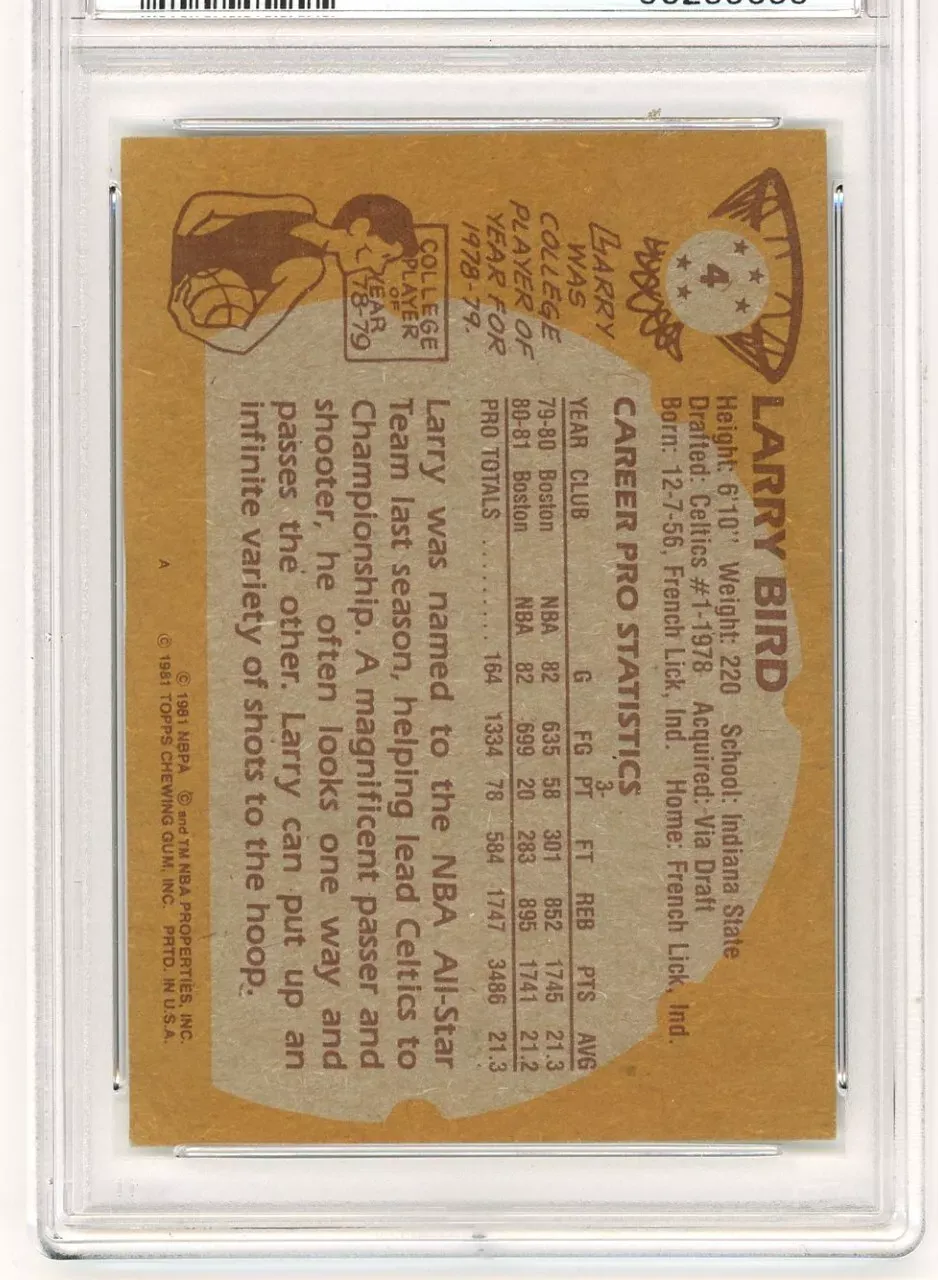 4
LARRY BIRD
Height: 6'10" Weight: 220 School: Indiana State
Drafted: Celtics #1-1978 Acquired: Via Draft
Born: 12-7-56, French Lick, Ind. Home: French Lick, Ind.
CAREER PRO STATISTICS
YEAR CLUB G FG 3-PT FT REB PTS AVG
79-80 Boston NBA 82 635 58 301 852 1745 21.3
80-81 Boston NBA 82 699 20 283 895 1741 21.2
PRO TOTALS .......... 164 1334 78 584 1747 3486 21.3
LARRY
WAS
COLLEGE
PLAYER OF
YEAR FOR
1978-79.
COLLEGE
PLAYER
OF
YEAR
78-79
Larry was named to the NBA All-Star
Team last season, helping lead Celtics to
Championship. A magnificent passer and
shooter, he often looks one way and
passes the other. Larry can put up an
infinite variety of shots to the hoop.
© 1981 NBPA © and TM NBA PROPERTIES, INC.
A © 1981 TOPPS CHEWING GUM, INC. PRTD. IN U.S.A.